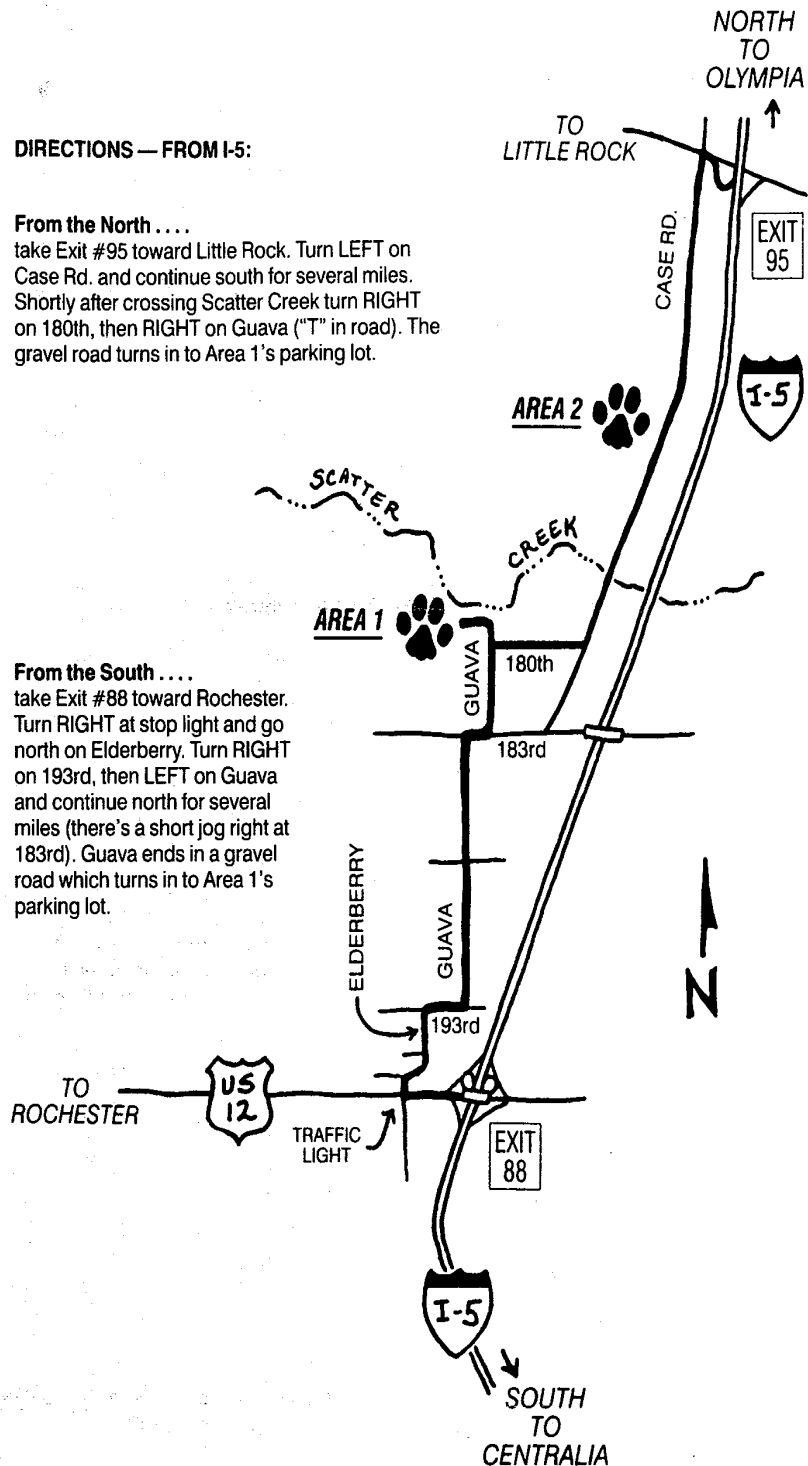 NORTH
TO
OLYMPIA
DIRECTIONS — FROM I-5:
TO
LITTLE ROCK
From the North . . . .
take Exit #95 toward Little Rock. Turn LEFT on
Case Rd. and continue south for several miles.
Shortly after crossing Scatter Creek turn RIGHT
on 180th, then RIGHT on Guava (“T” in road). The
gravel road turns in to Area 1's parking lot.
CASE RD.
EXIT
95
I-5
AREA 2
SCATTER
CREEK
AREA 1
GUAVA
180th
183rd
From the South . . . .
take Exit #88 toward Rochester.
Turn RIGHT at stop light and go
north on Elderberry. Turn RIGHT
on 193rd, then LEFT on Guava
and continue north for several
miles (there's a short jog right at
183rd). Guava ends in a gravel
road which turns in to Area 1's
parking lot.
ELDERBERRY
GUAVA
N
193rd
TO
ROCHESTER
US
12
TRAFFIC
LIGHT
EXIT
88
I-5
SOUTH
TO
CENTRALIA